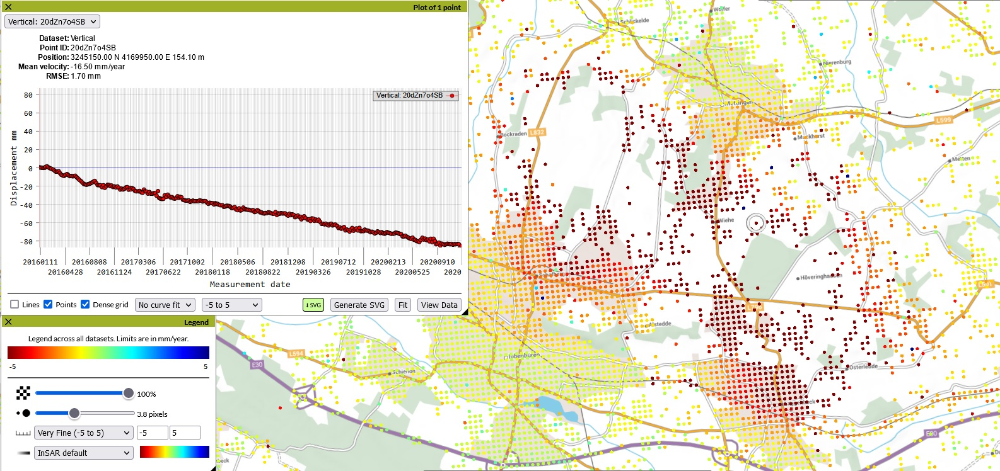 Plot of 1 point
Vertical: 20dZn7o4SB
Dataset: Vertical
Point ID: 20dZn7o4SB
Position: 3245150.00 N 4169950.00 E 154.10 m
Mean velocity: -16.50 mm/year
RMSE: 1.70 mm
Vertical: 20dZn7o4SB
Displacement mm
80
60
40
20
0
-20
-40
-60
-80
20160111 20160808 20170306 20171002 20180506 20181208 20190712 20200213 20200910
20160428 20161124 20170622 20180118 20180822 20190326 20191028 20200525 2020
Measurement date
Lines Points Dense grid No curve fit -5 to 5 SVG Generate SVG Fit View Data
Legend
Legend across all datasets. Limits are in mm/year.
-5 5
100%
3.8 pixels
Very Fine (-5 to 5) -5 5
InSAR default
Nierenburg
L599
Bockraden
L832
Muckhorst
Metten
Wiehe
Höveringhausen
L594
E30
Schierloh
Osterledde
E30